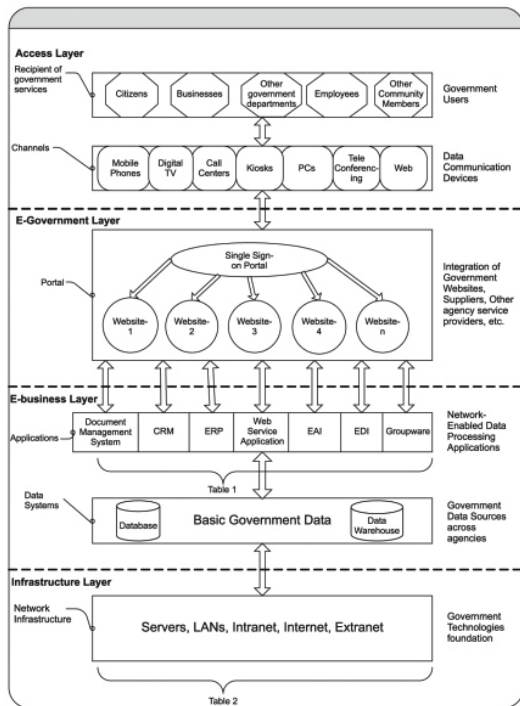 Access Layer
Recipient of
government
services
Citizens
Businesses
Other
government
departments
Employees
Other
Community
Members
Government
Users
Channels
Mobile
Phones
Digital
TV
Call
Centers
Kiosks
PCs
Tele
Conferenc-
ing
Web
Data
Communication
Devices
E-Government Layer
Portal
Single Sign-
on Portal
Website-
1
Website-
2
Website-
3
Website-
4
Website-
n
Integration of
Government
Websites,
Suppliers, Other
agency service
providers, etc.
E-business Layer
Applications
Document
Management
System
CRM
ERP
Web
Service
Application
EAI
EDI
Groupware
Network-
Enabled Data
Processing
Applications
Table 1
Data
Systems
Database
Basic Government Data
Data
Warehouse
Government
Data Sources
across
agencies
Infrastructure Layer
Network
Infrastructure
Servers, LANs, Intranet, Internet, Extranet
Government
Technologies
foundation
Table 2